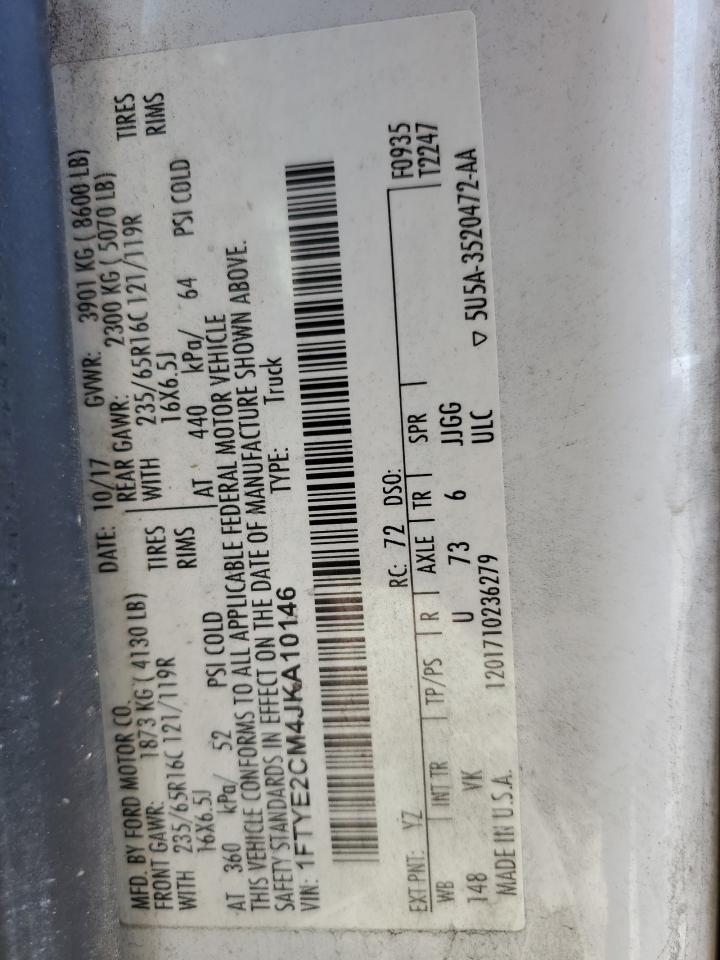 MFD. BY FORD MOTOR CO.
DATE: 10/17 GVWR: 3901 KG ( 8600 LB)
FRONT GAWR: 1873 KG ( 4130 LB)
REAR GAWR: 2300 KG ( 5070 LB)
WITH 235/65R16C 121/119R TIRES
WITH 235/65R16C 121/119R TIRES
16X6.5J RIMS
16X6.5J RIMS
AT 360 kPa/ 52 PSI COLD
AT 440 kPa/ 64 PSI COLD
THIS VEHICLE CONFORMS TO ALL APPLICABLE FEDERAL MOTOR VEHICLE
SAFETY STANDARDS IN EFFECT ON THE DATE OF MANUFACTURE SHOWN ABOVE.
VIN: 1FTYE2CM4JKA10146 TYPE: Truck
F0935
T2247
EXT PNT: YZ RC: 72 DSO:
WB INT TR TP/PS R AXLE TR SPR
148 VK U 73 6 JJGG
ULC
MADE IN U.S.A. 1201710236279 ▽ 5U5A-3520472-AA